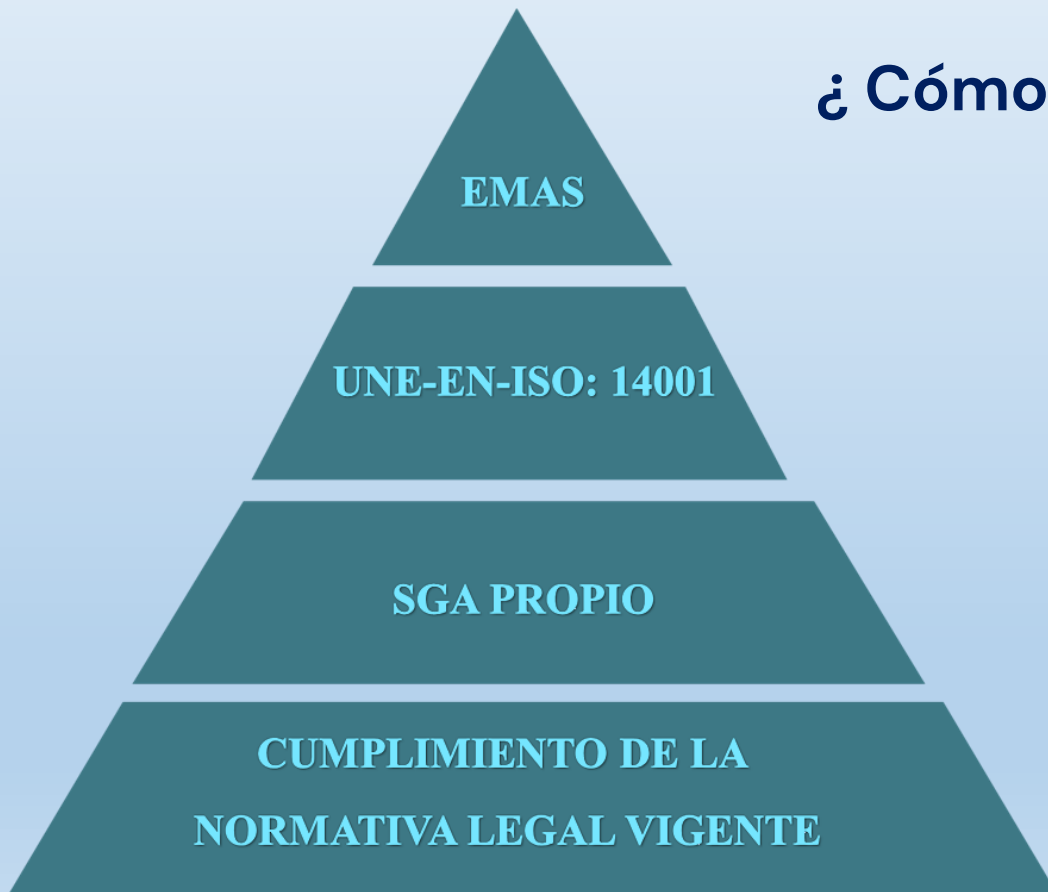 ¿ Cómo
EMAS
UNE-EN-ISO: 14001
SGA PROPIO
CUMPLIMIENTO DE LA
NORMATIVA LEGAL VIGENTE